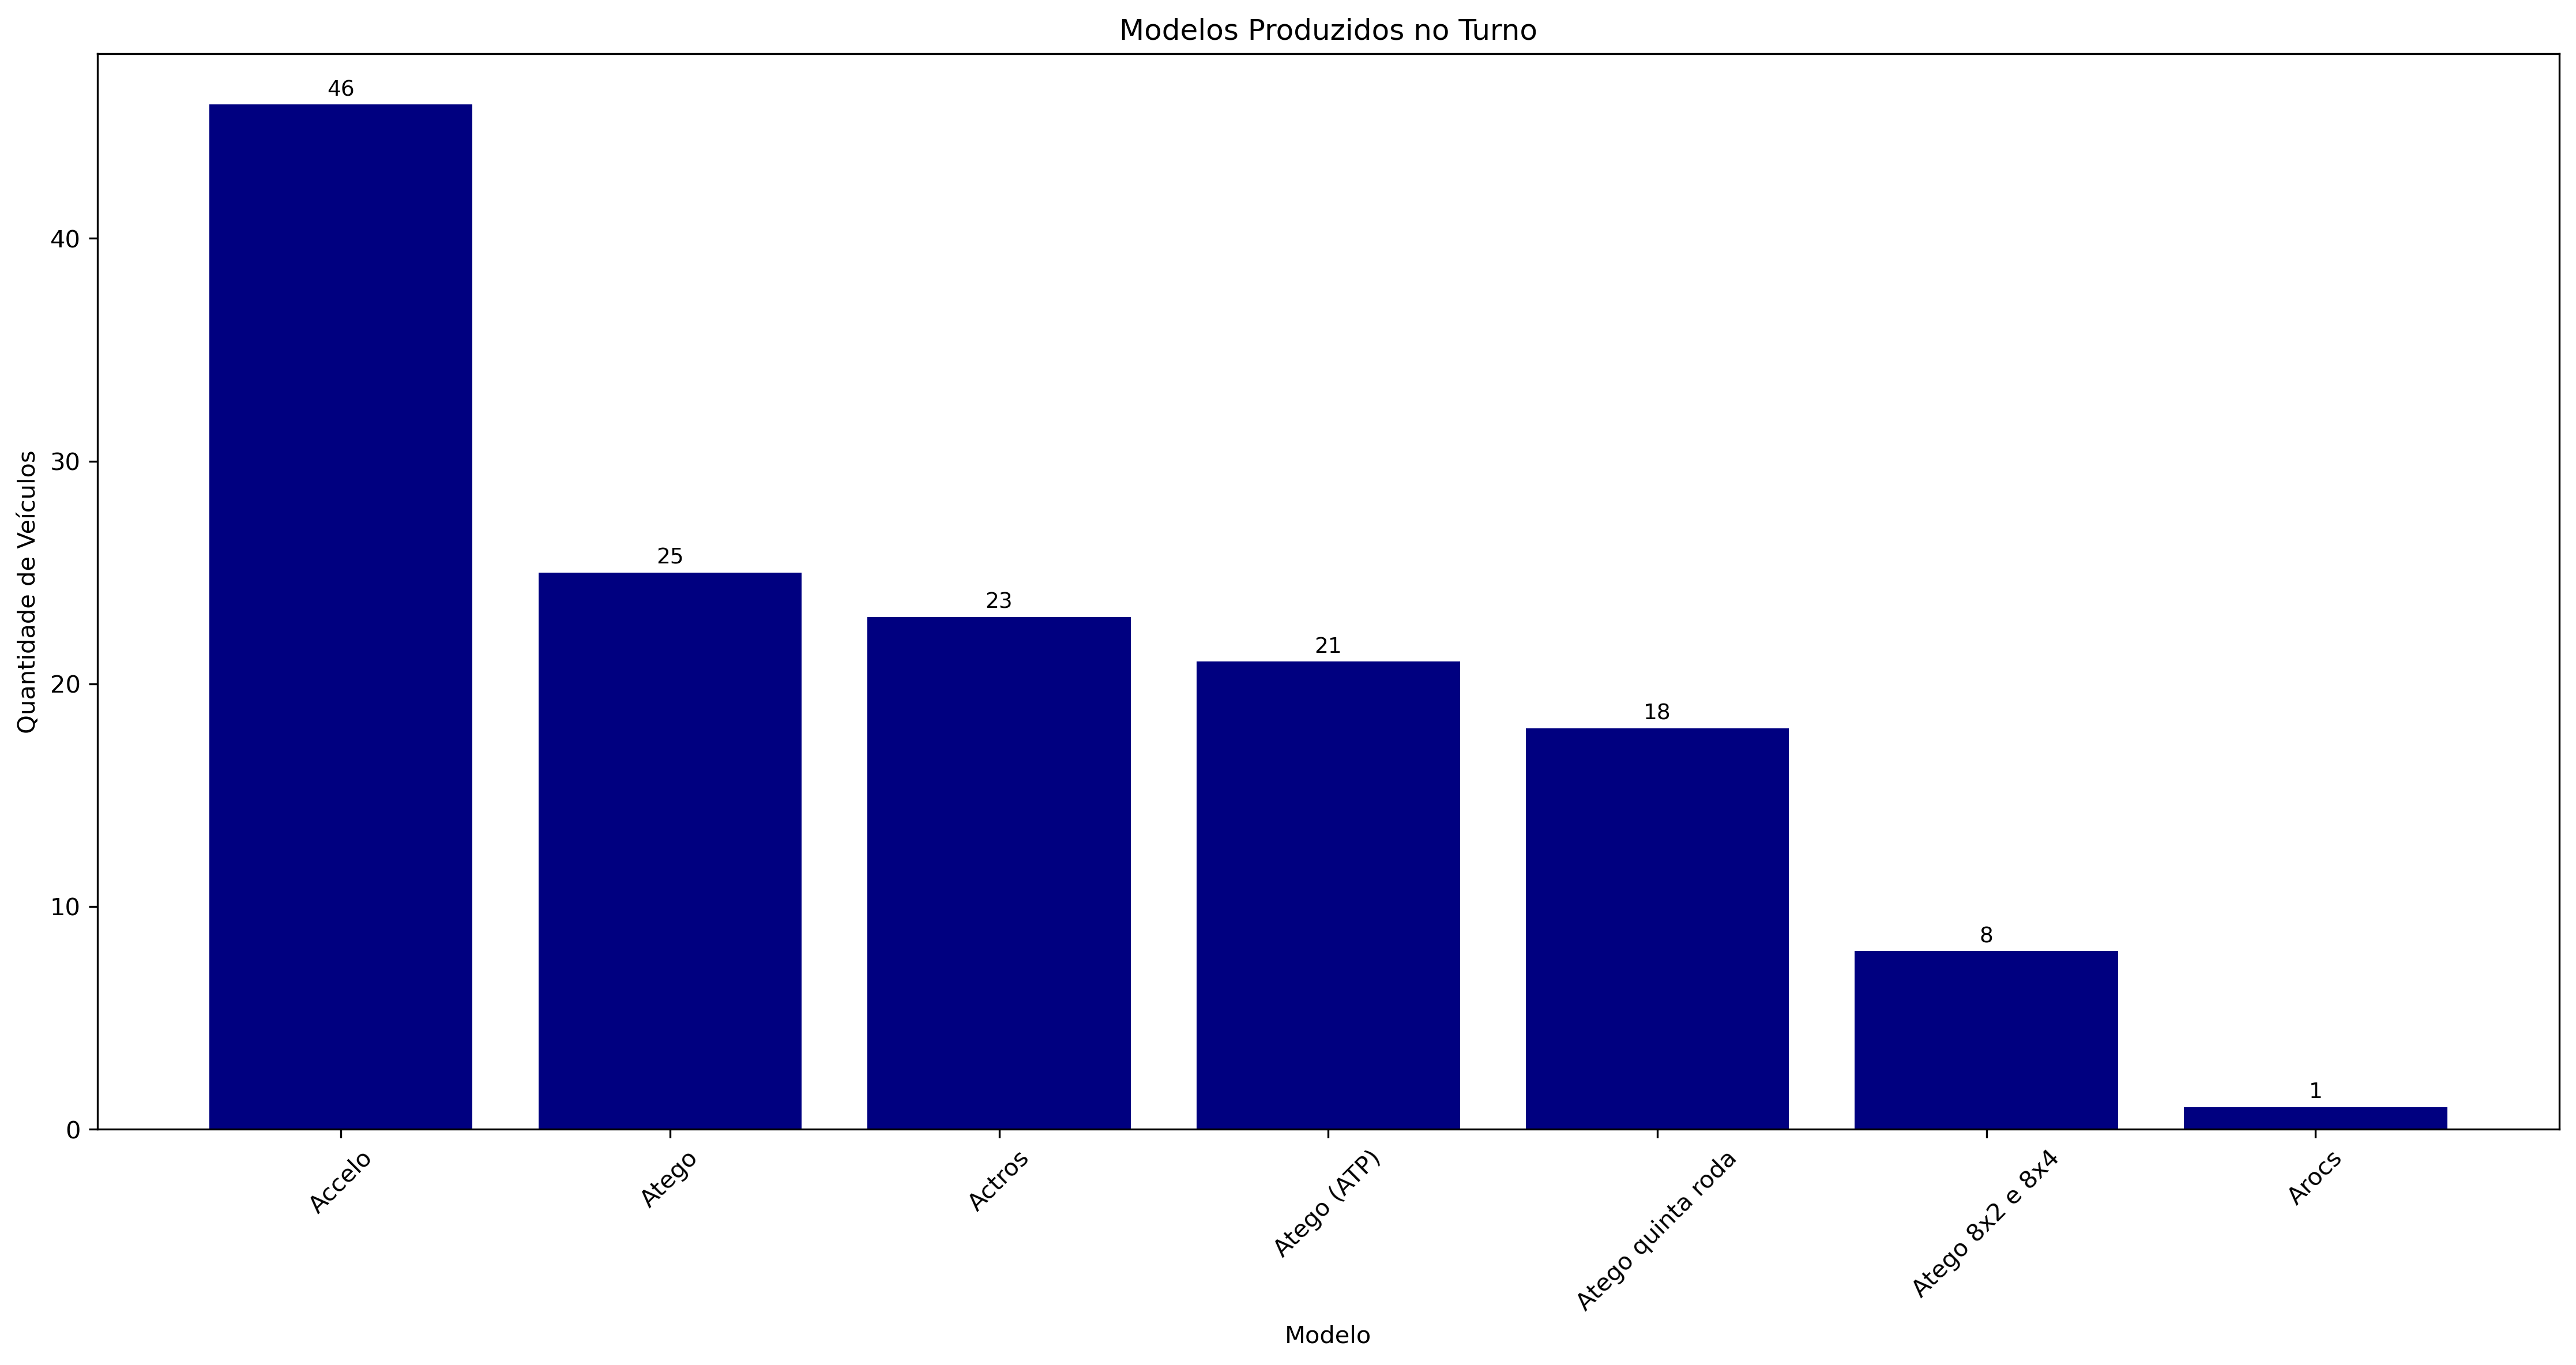 Modelos Produzidos no Turno
Quantidade de Veículos
40
30
20
10
0
46
25
23
21
18
8
1
Accelo
Atego
Actros
Atego (ATP)
Atego quinta roda
Atego 8x2 e 8x4
Arocs
Modelo